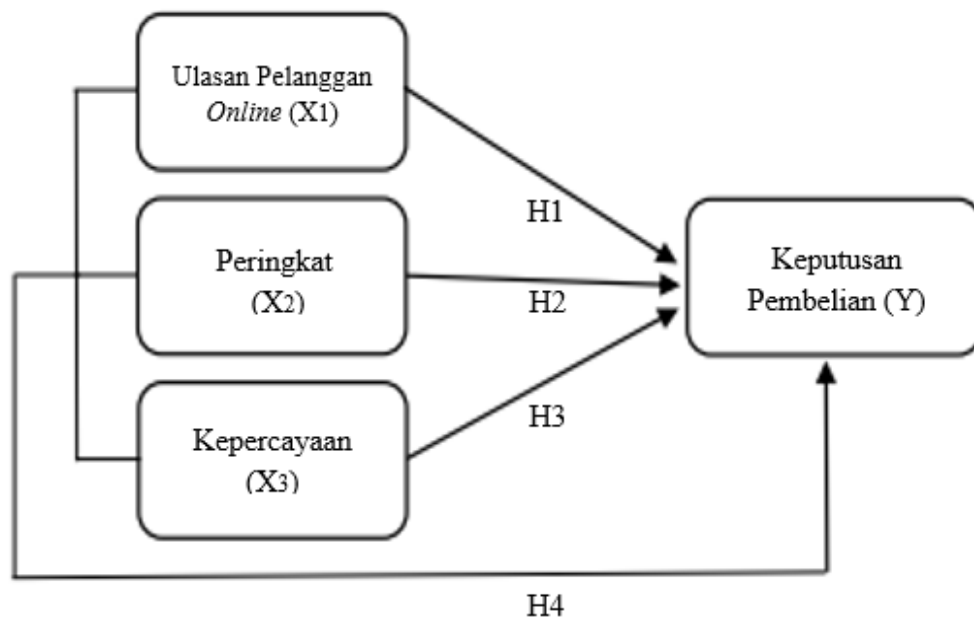 Ulasan Pelanggan
Online (X1)
H1
Peringkat
(X2)
Keputusan
Pembelian (Y)
H2
Kepercayaan
(X3)
H3
H4